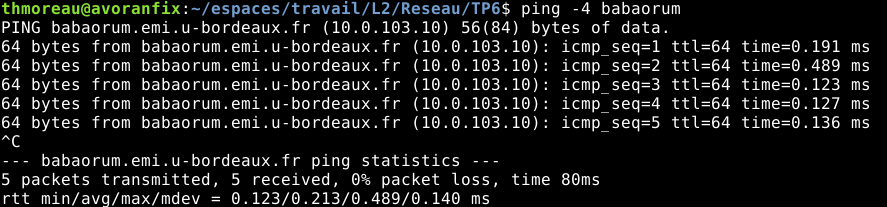 thmoreau@avoranfix:~/espaces/travail/L2/Reseau/TP6$ ping -4 babaorum
PING babaorum.emi.u-bordeaux.fr (10.0.103.10) 56(84) bytes of data.
64 bytes from babaorum.emi.u-bordeaux.fr (10.0.103.10): icmp_seq=1 ttl=64 time=0.191 ms
64 bytes from babaorum.emi.u-bordeaux.fr (10.0.103.10): icmp_seq=2 ttl=64 time=0.489 ms
64 bytes from babaorum.emi.u-bordeaux.fr (10.0.103.10): icmp_seq=3 ttl=64 time=0.123 ms
64 bytes from babaorum.emi.u-bordeaux.fr (10.0.103.10): icmp_seq=4 ttl=64 time=0.127 ms
64 bytes from babaorum.emi.u-bordeaux.fr (10.0.103.10): icmp_seq=5 ttl=64 time=0.136 ms
^C
--- babaorum.emi.u-bordeaux.fr ping statistics ---
5 packets transmitted, 5 received, 0% packet loss, time 80ms
rtt min/avg/max/mdev = 0.123/0.213/0.489/0.140 ms